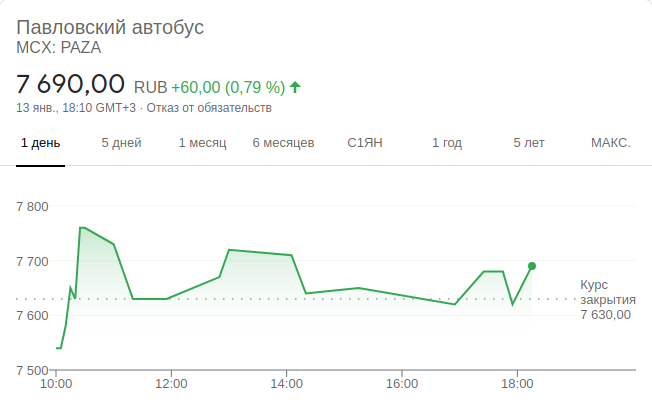 Павловский автобус
MCX: PAZA
7 690,00 RUB +60,00 (0,79 %)
13 янв., 18:10 GMT+3 · Отказ от обязательств
1 день 5 дней 1 месяц 6 месяцев С1ЯН 1 год 5 лет МАКС.
7 800
7 700
Курс
закрытия
7 630,00
7 600
7 500
10:00 12:00 14:00 16:00 18:00